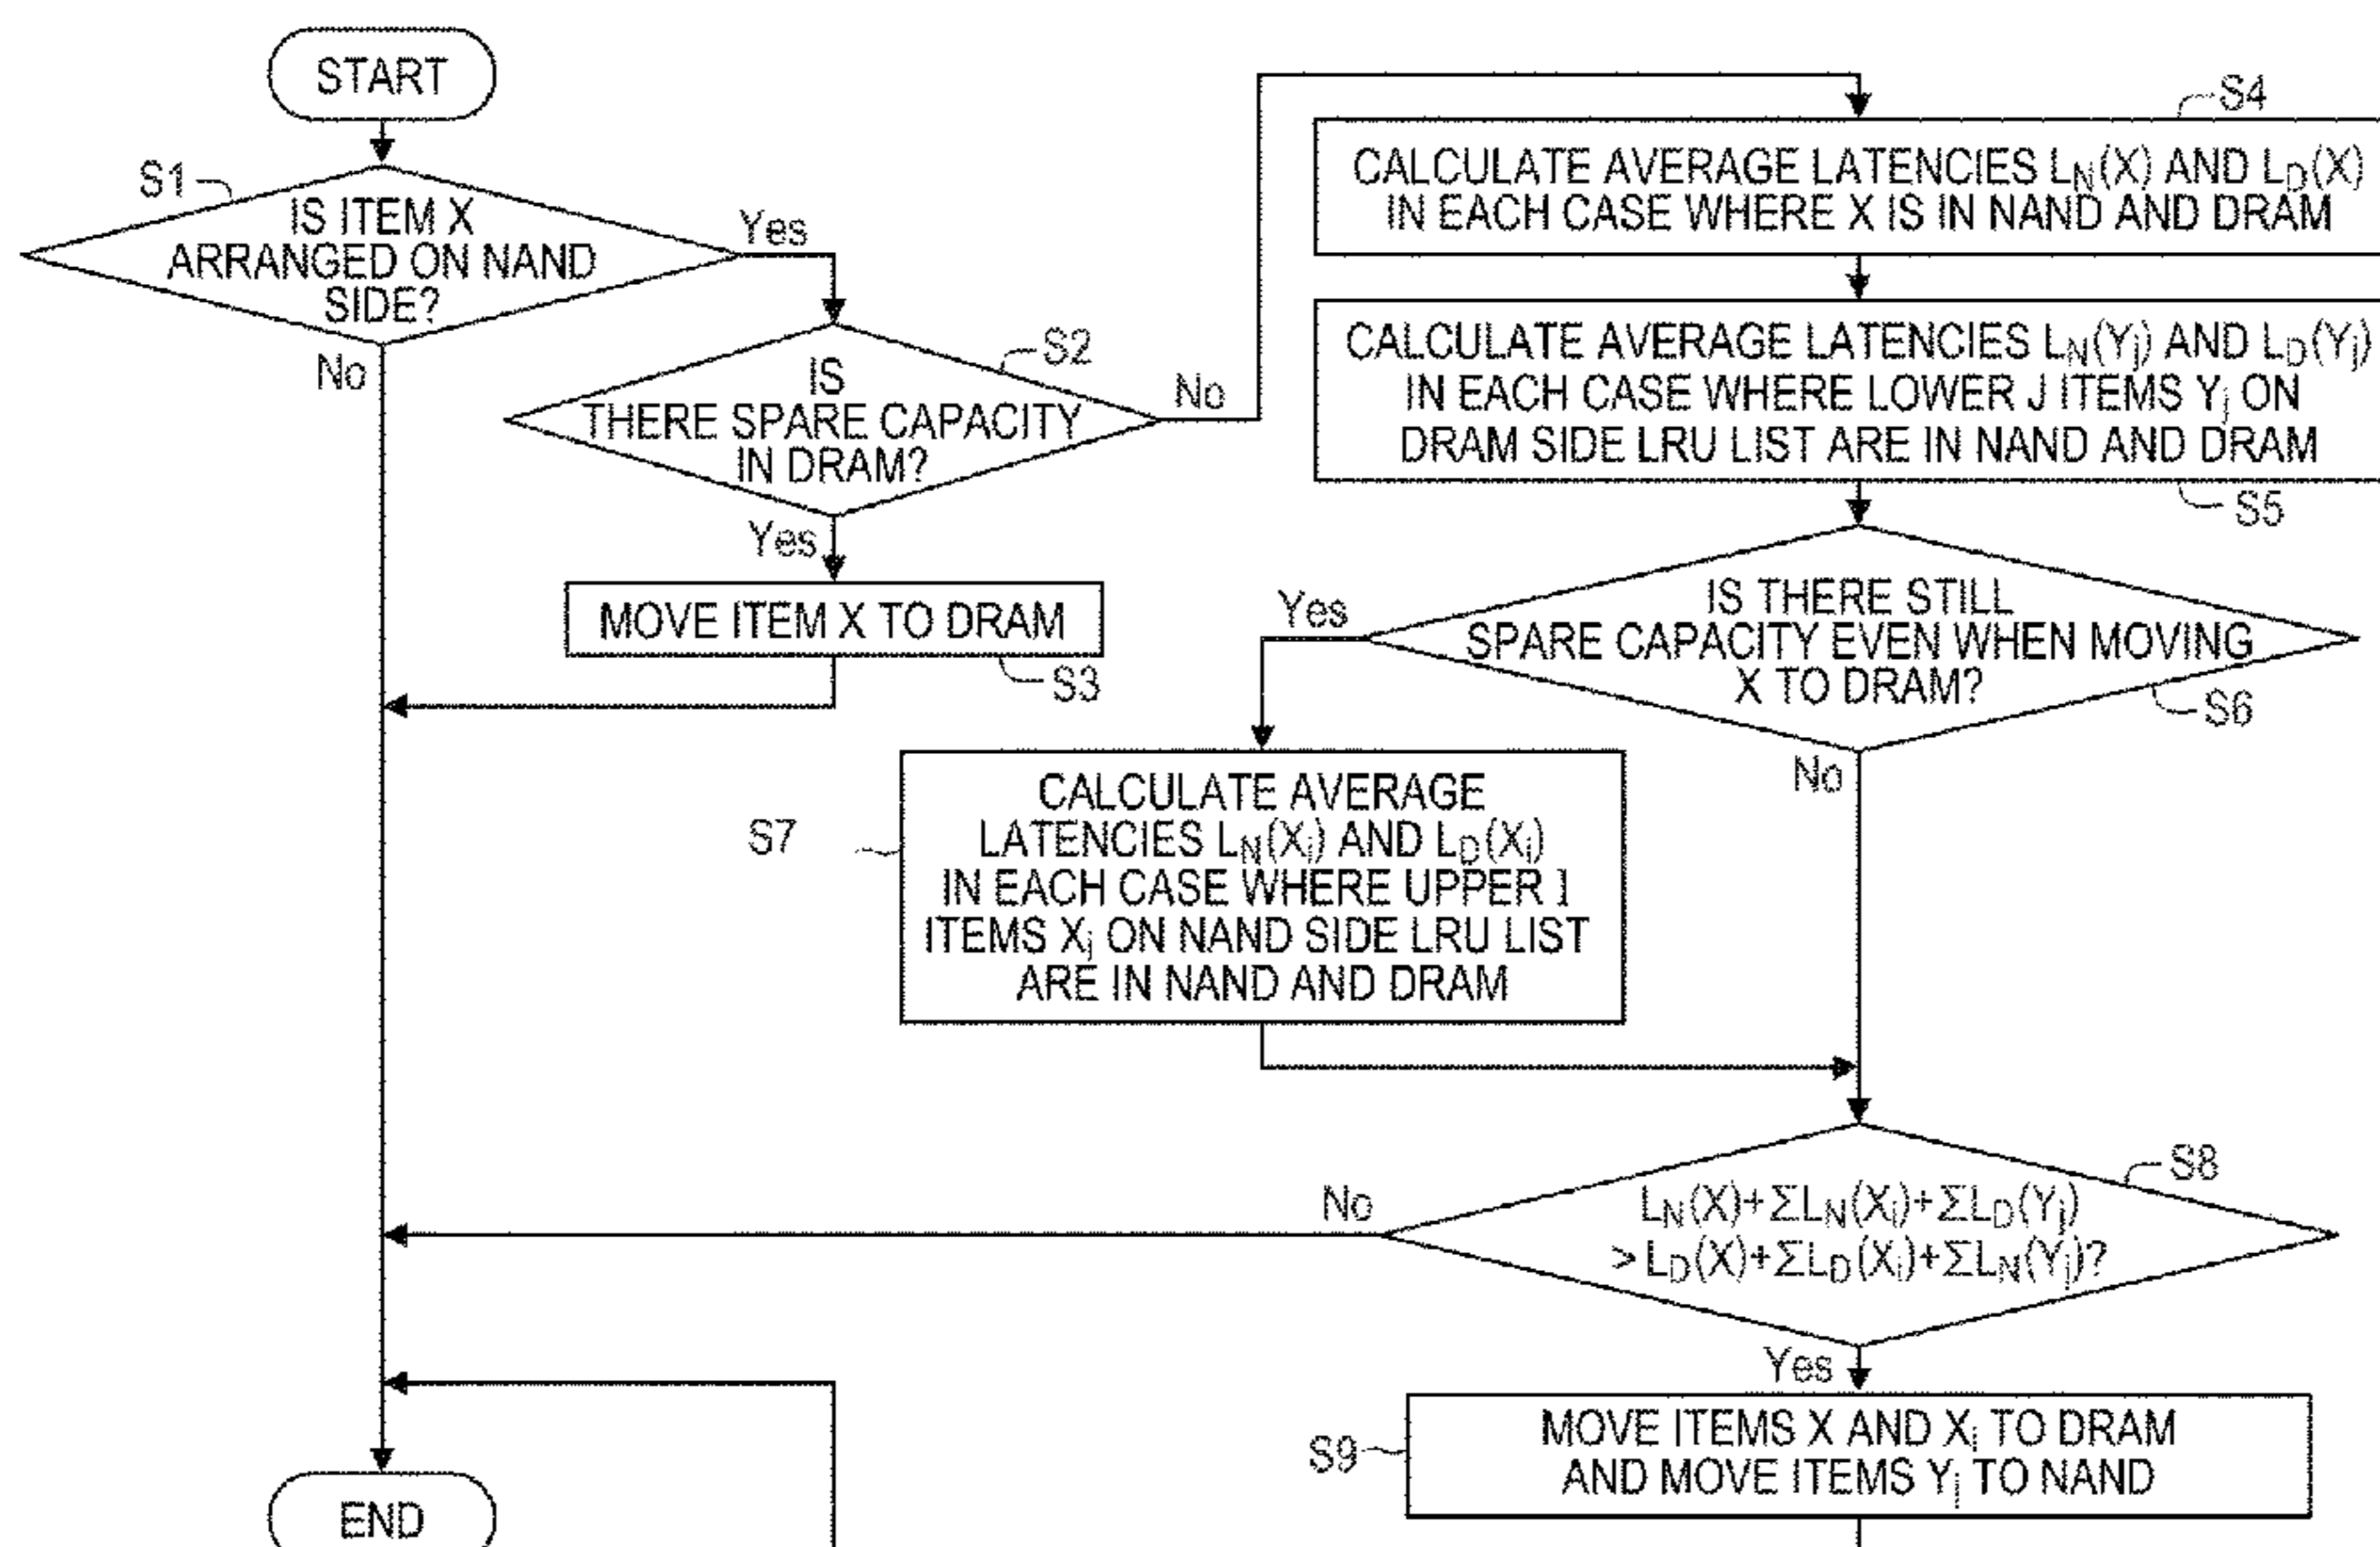 START
S1
IS ITEM X
ARRANGED ON NAND
SIDE?
Yes
No
S2
IS
THERE SPARE CAPACITY
IN DRAM?
No
Yes
MOVE ITEM X TO DRAM
S3
S4
CALCULATE AVERAGE LATENCIES L_N(X) AND L_D(X)
IN EACH CASE WHERE X IS IN NAND AND DRAM
CALCULATE AVERAGE LATENCIES L_N(Y_j) AND L_D(Y_j)
IN EACH CASE WHERE LOWER J ITEMS Y_j ON
DRAM SIDE LRU LIST ARE IN NAND AND DRAM
S5
IS THERE STILL
SPARE CAPACITY EVEN WHEN MOVING
X TO DRAM?
Yes
S6
No
S7
CALCULATE AVERAGE
LATENCIES L_N(X_i) AND L_D(X_i)
IN EACH CASE WHERE UPPER I
ITEMS X_i ON NAND SIDE LRU LIST
ARE IN NAND AND DRAM
S8
L_N(X)+ΣL_N(X_i)+ΣL_D(Y_j)
> L_D(X)+ΣL_D(X_i)+ΣL_N(Y_j)?
No
Yes
S9
MOVE ITEMS X AND X_i TO DRAM
AND MOVE ITEMS Y_j TO NAND
END